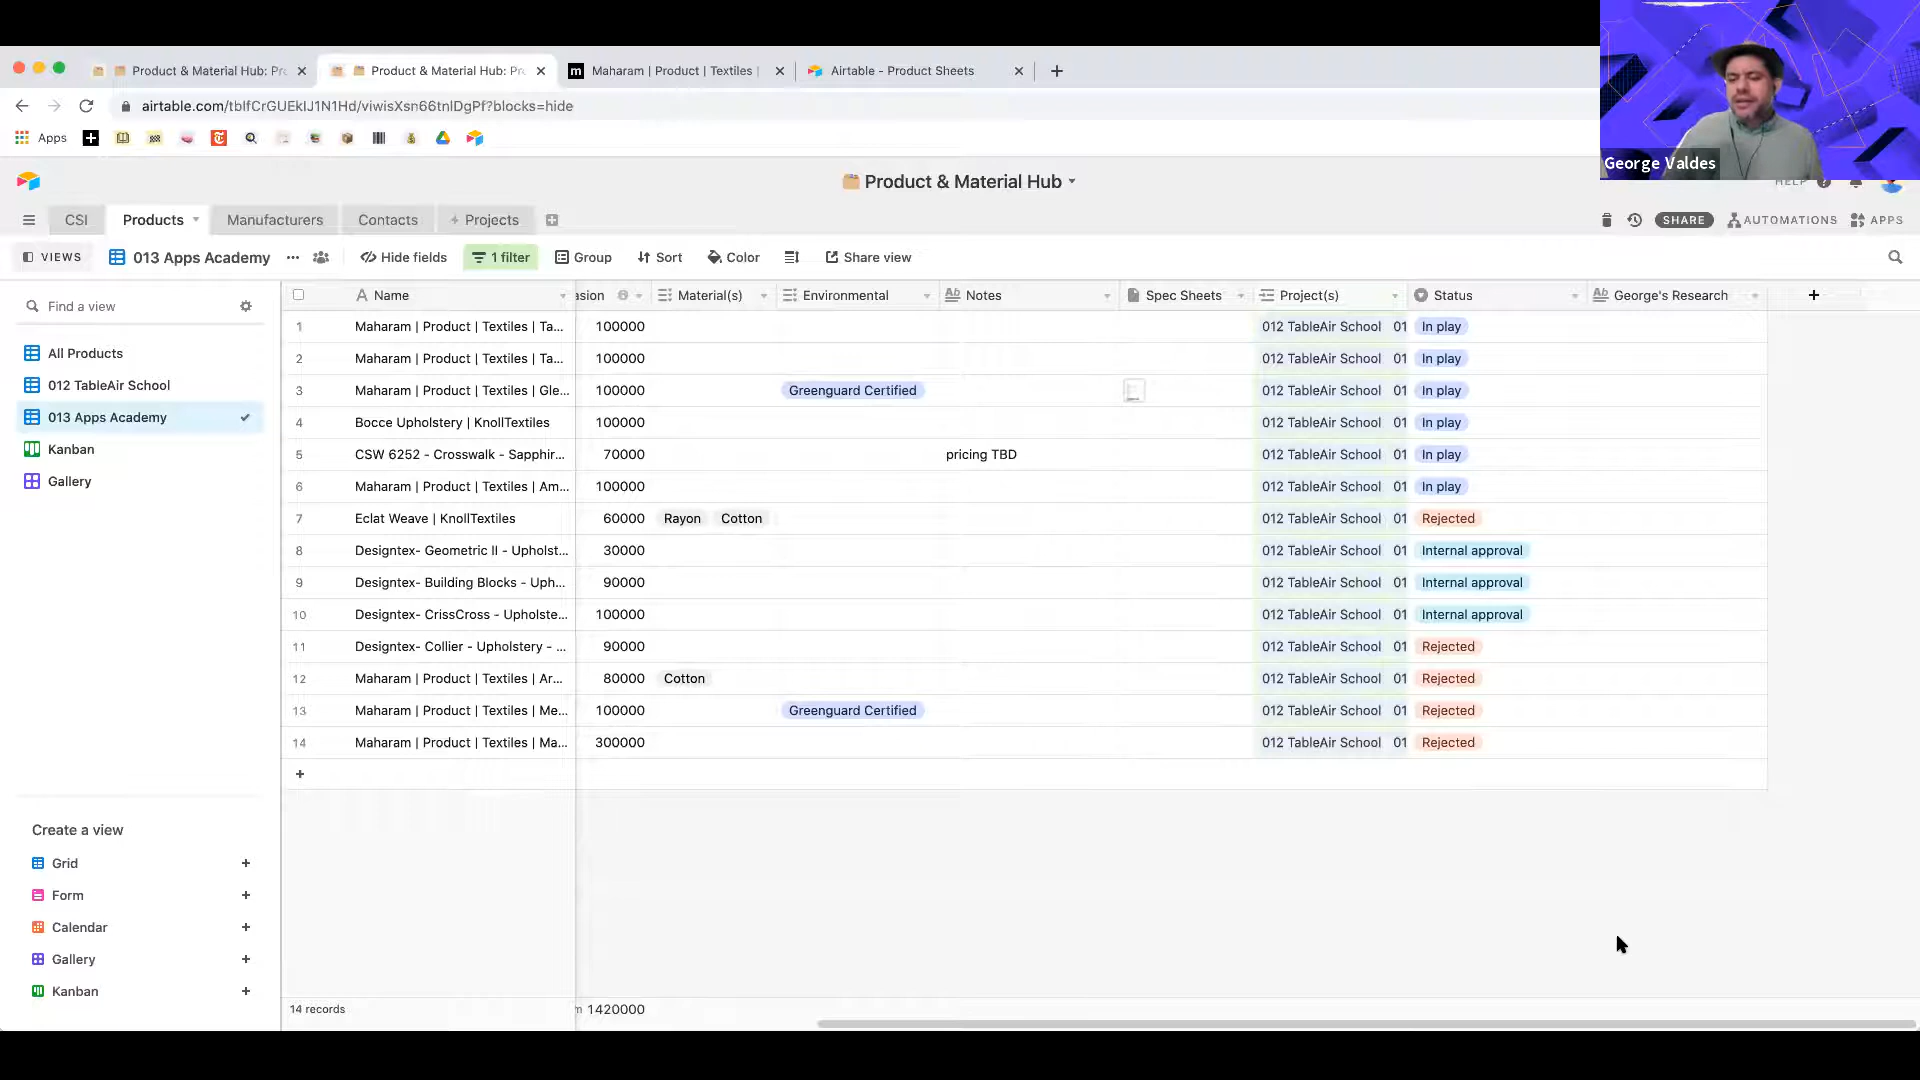 Product & Material Hub: Pr
Product & Material Hub: Pr
Maharam | Product | Textiles |
Airtable - Product Sheets
airtable.com/tblfCrGUEkIJ1N1Hd/viwisXsn66tnlDgPf?blocks=hide
Apps
George Valdes
Product & Material Hub
HELP
CSI
Products
Manufacturers
Contacts
Projects
SHARE
AUTOMATIONS
APPS
VIEWS
013 Apps Academy
Hide fields
1 filter
Group
Sort
Color
Share view
Find a view
All Products
012 TableAir School
013 Apps Academy
Kanban
Gallery
Name asion Material(s) Environmental Notes Spec Sheets Project(s) Status George's Research
1 Maharam | Product | Textiles | Ta... 100000 012 TableAir School 01 In play
2 Maharam | Product | Textiles | Ta... 100000 012 TableAir School 01 In play
3 Maharam | Product | Textiles | Gle... 100000 Greenguard Certified 012 TableAir School 01 In play
4 Bocce Upholstery | KnollTextiles 100000 012 TableAir School 01 In play
5 CSW 6252 - Crosswalk - Sapphir... 70000 pricing TBD 012 TableAir School 01 In play
6 Maharam | Product | Textiles | Am... 100000 012 TableAir School 01 In play
7 Eclat Weave | KnollTextiles 60000 Rayon Cotton 012 TableAir School 01 Rejected
8 Designtex- Geometric II - Upholst... 30000 012 TableAir School 01 Internal approval
9 Designtex- Building Blocks - Uph... 90000 012 TableAir School 01 Internal approval
10 Designtex- CrissCross - Upholste... 100000 012 TableAir School 01 Internal approval
11 Designtex- Collier - Upholstery - ... 90000 012 TableAir School 01 Rejected
12 Maharam | Product | Textiles | Ar... 80000 Cotton 012 TableAir School 01 Rejected
13 Maharam | Product | Textiles | Me... 100000 Greenguard Certified 012 TableAir School 01 Rejected
14 Maharam | Product | Textiles | Ma... 300000 012 TableAir School 01 Rejected
Create a view
Grid
Form
Calendar
Gallery
Kanban
14 records
m 1420000